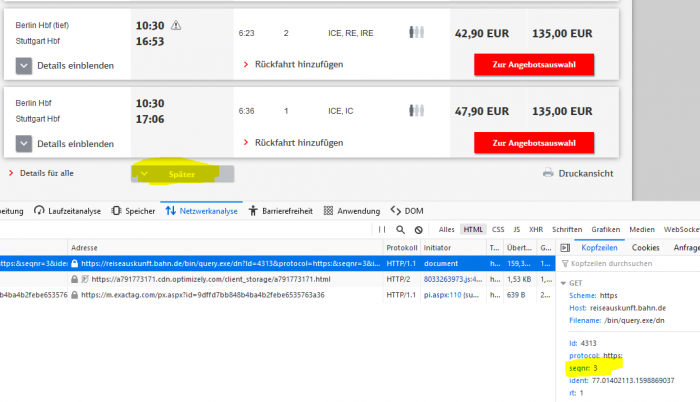 Berlin Hbf (tief)
Stuttgart Hbf
10:30
16:53
6:23 2 ICE, RE, IRE
42,90 EUR 135,00 EUR
Details einblenden
Rückfahrt hinzufügen
Zur Angebotsauswahl
Berlin Hbf
Stuttgart Hbf
10:30
17:06
6:36 1 ICE, IC
47,90 EUR 135,00 EUR
Details einblenden
Rückfahrt hinzufügen
Zur Angebotsauswahl
Details für alle
Später
Druckansicht
beitung Laufzeitanalyse Speicher Netzwerkanalyse Barrierefreiheit Anwendung DOM
Alle HTML CSS JS XHR Schriften Grafiken Medien WebSocket
Adresse Protokoll Initiator T... Übert... G...
Kopfzeilen Cookies Anfrage
https:&seqnr=3&ide https://reiseauskunft.bahn.de/bin/query.exe/dn?ld=4313&protocol=https:&seqnr=3&i... HTTP/1.1 document h... 159,3... 1...
https://a791773171.cdn.optimizely.com/client_storage/a791773171.html HTTP/2 8033263973.js:4... h... 1,53 KB 1...
b4ba4b2febe653576 https://m.exactag.com/px.aspx?id=9dffd7bb848b4ba4b2febe6535763a36 HTTP/1.1 pi.aspx:110 (su... h... 639 B 2...
Kopfzeilen durchsuchen
GET
Scheme: https
Host: reiseauskunft.bahn.de
Filename: /bin/query.exe/dn
ld: 4313
protocol: https:
seqnr: 3
ident: 77.01402113.1598869037
rt: 1